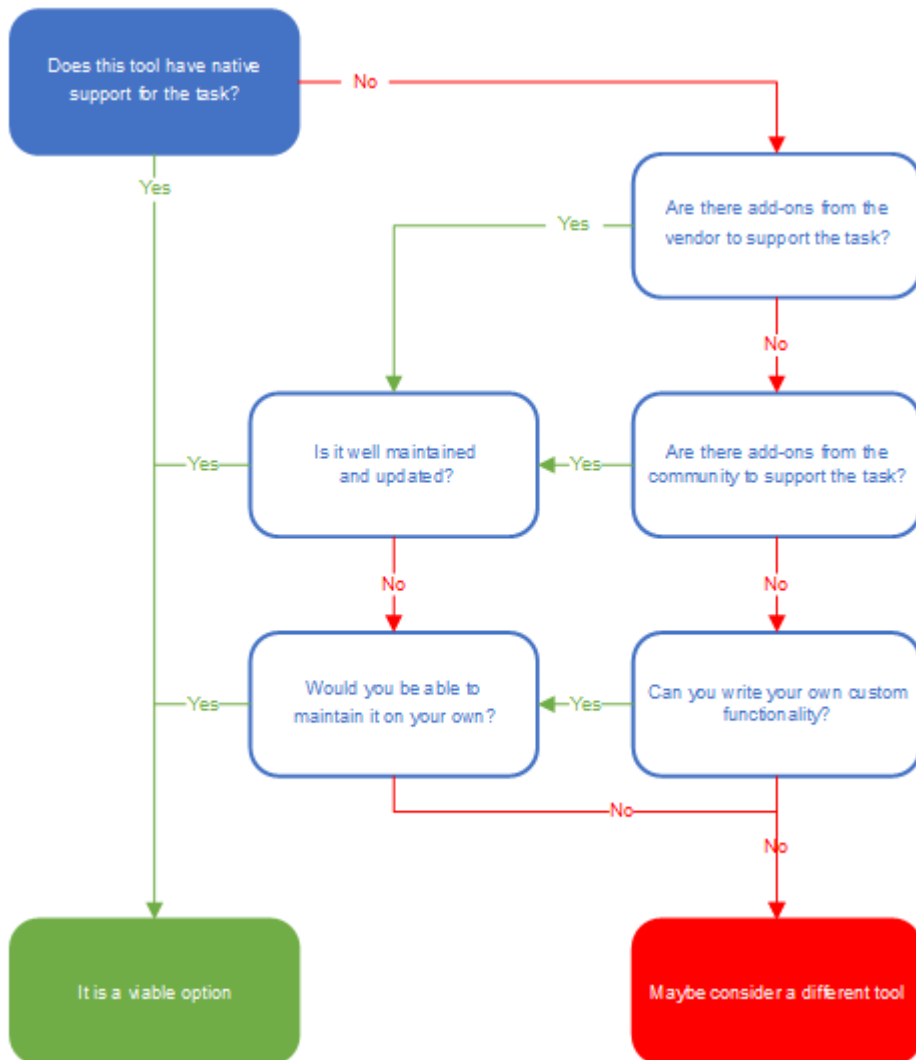 Does this tool have native
support for the task?
No
Yes
Are there add-ons from the
vendor to support the task?
Yes
No
Is it well maintained
and updated?
Yes
Are there add-ons from the
community to support the task?
Yes
No
No
Would you be able to
maintain it on your own?
Yes
Can you write your own custom
functionality?
Yes
No
No
It is a viable option
Maybe consider a different tool